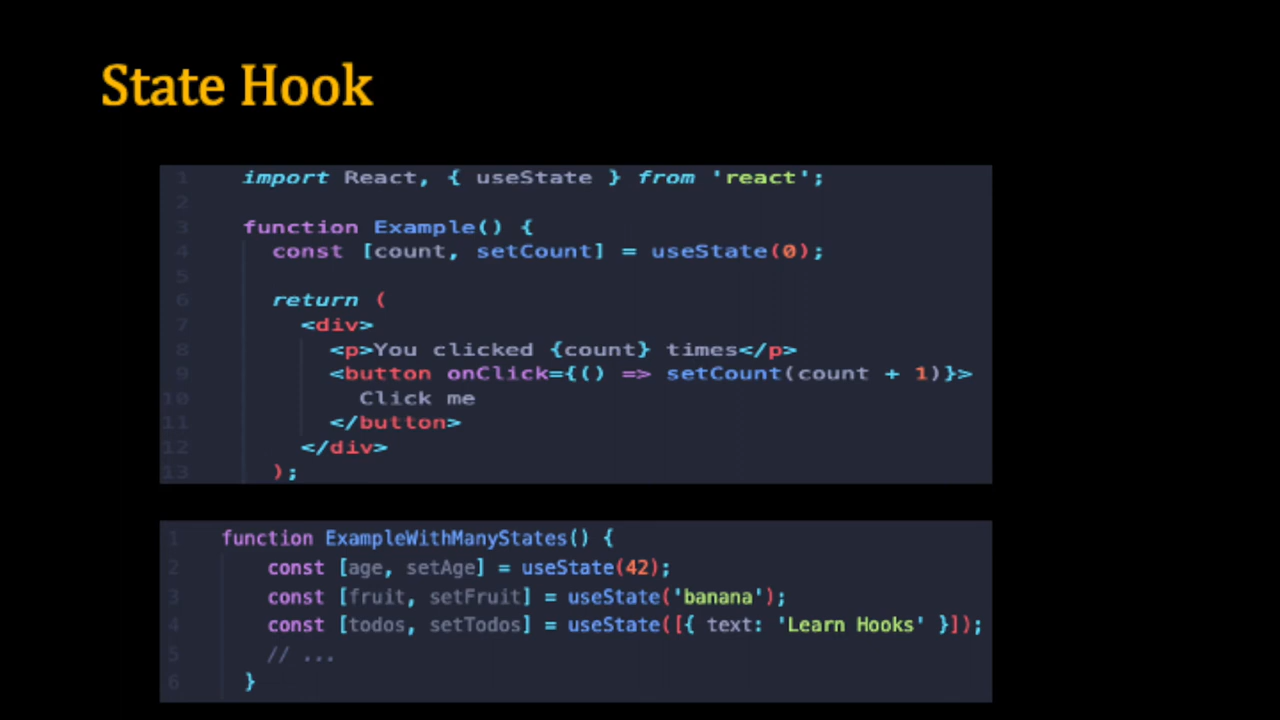 State Hook
1 import React, { useState } from 'react';
2
3 function Example() {
4 const [count, setCount] = useState(0);
5
6 return (
7 <div>
8 <p>You clicked {count} times</p>
9 <button onClick={() => setCount(count + 1)}>
10 Click me
11 </button>
12 </div>
13 );
1 function ExampleWithManyStates() {
2 const [age, setAge] = useState(42);
3 const [fruit, setFruit] = useState('banana');
4 const [todos, setTodos] = useState([{ text: 'Learn Hooks' }]);
5 // ...
6 }